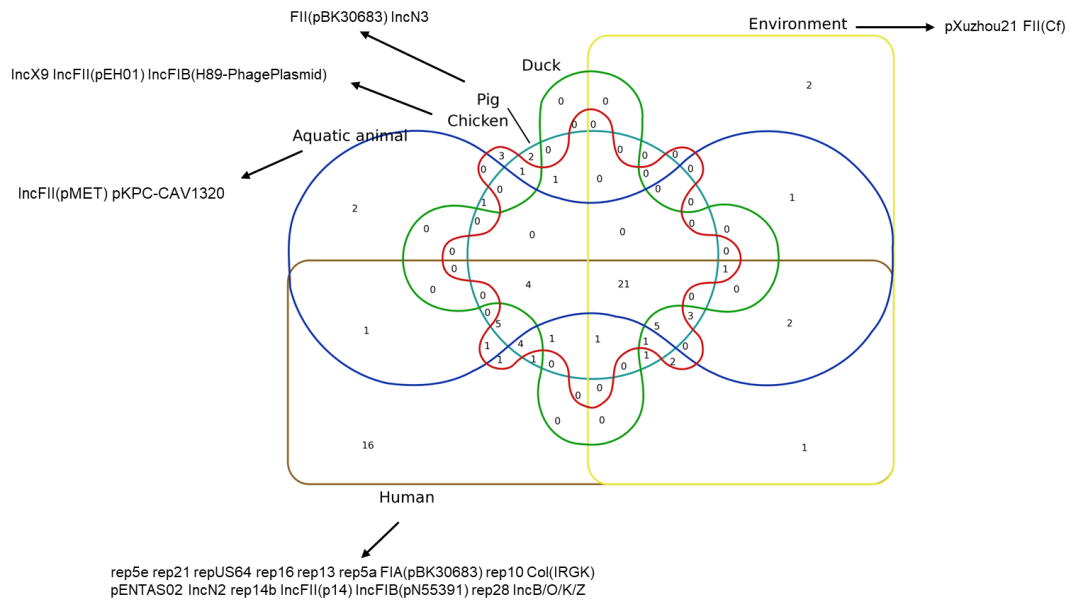 FII(pBK30683) IncN3
Environment
pXuzhou21 FII(Cf)
Duck
2
IncX9 IncFII(pEH01) IncFIB(H89-PhagePlasmid)
Pig
0 0
Chicken
0 0
Aquatic animal
3 2 0 0 0 0
0 1 1 0 0 0
IncFII(pMET) pKPC-CAV1320
0 0
2 1 0 1
0 0 0 0
0 0
0 0
0 1
4 21
0 0 0 0
0 3
5 5 2
1 1 4 1 1 1 0
1 1 0 0 1 2
0 0
0 0
16 1
Human
rep5e rep21 repUS64 rep16 rep13 rep5a FIA(pBK30683) rep10 Col(IRGK)
pENTAS02 IncN2 rep14b IncFII(p14) IncFIB(pN55391) rep28 IncB/O/K/Z